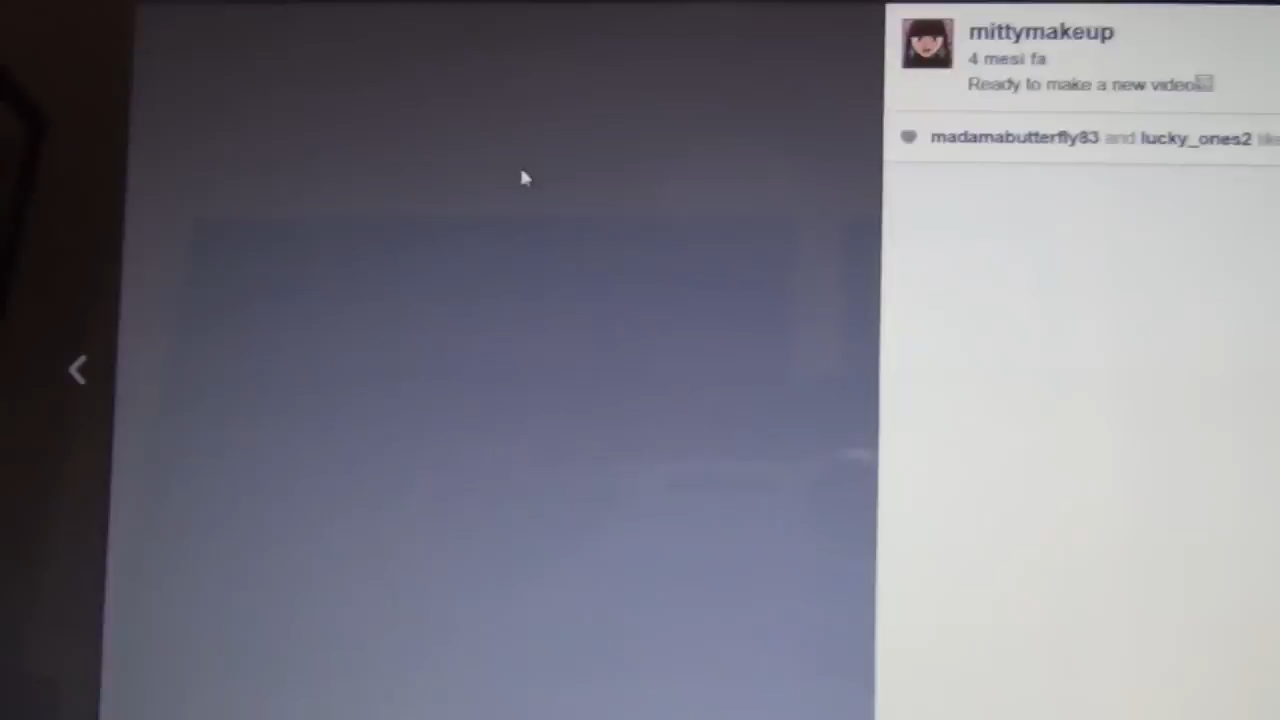 mittymakeup
4 mesi fa
Ready to make a new video
madamabutterfly83 and lucky_ones2